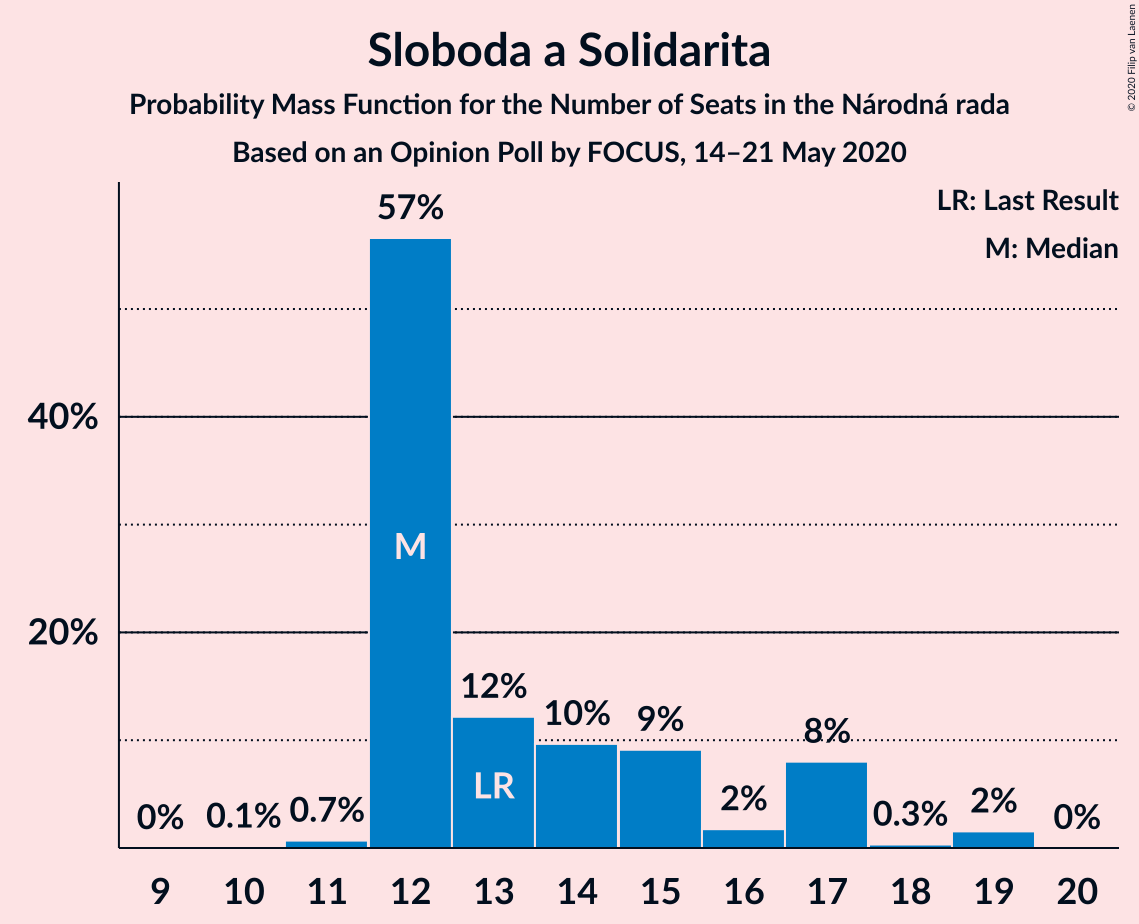 Sloboda a Solidarita
Probability Mass Function for the Number of Seats in the Národná rada
Based on an Opinion Poll by FOCUS, 14–21 May 2020
© 2020 Filip van Laenen
LR: Last Result
M: Median
57%
40%
M
20%
12%
10%
9%
8%
LR
2%
2%
0%
0.1%
0.7%
0.3%
0%
9 10 11 12 13 14 15 16 17 18 19 20